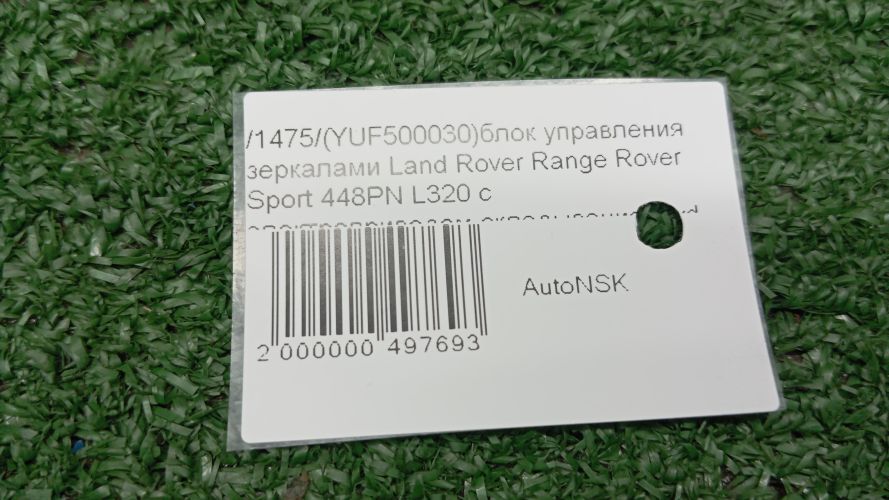 /1475/(YUF500030)блок управления
зеркалами Land Rover Range Rover
Sport 448PN L320 с
AutoNSK
2 000000 497693